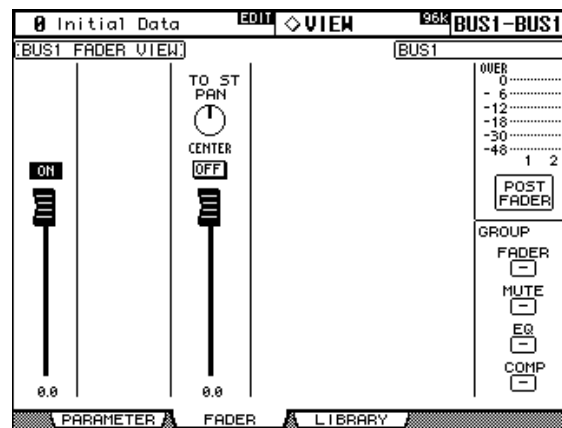 0 Initial Data EDIT ◇VIEW 96K BUS1-BUS1
BUS1 FADER VIEW
BUS1
TO ST
PAN
CENTER
ON
OFF
0.0
0.0
OVER
0
- 6
-12
-18
-30
-48
1 2
POST
FADER
GROUP
FADER
-
MUTE
-
EQ
-
COMP
-
PARAMETER FADER LIBRARY